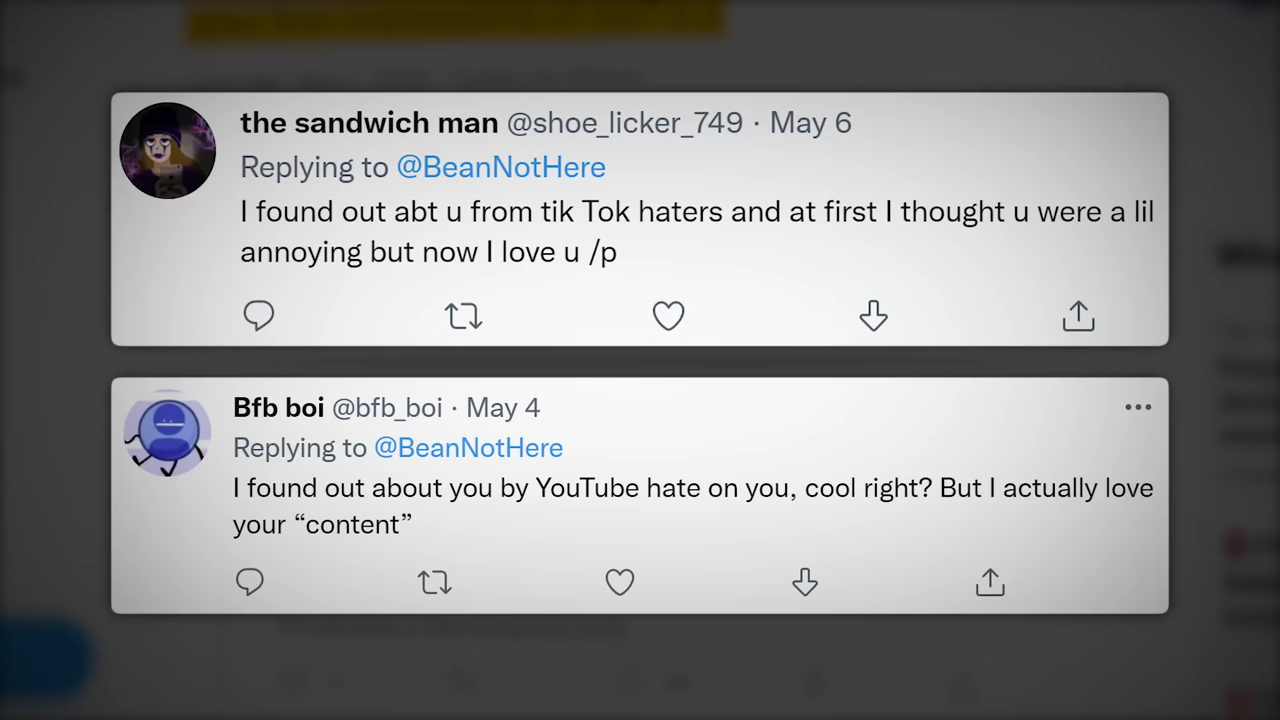 the sandwich man @shoe_licker_749 · May 6
Replying to @BeanNotHere
I found out abt u from tik Tok haters and at first I thought u were a lil
annoying but now I love u /p
Bfb boi @bfb_boi · May 4
Replying to @BeanNotHere
I found out about you by YouTube hate on you, cool right? But I actually love
your “content”